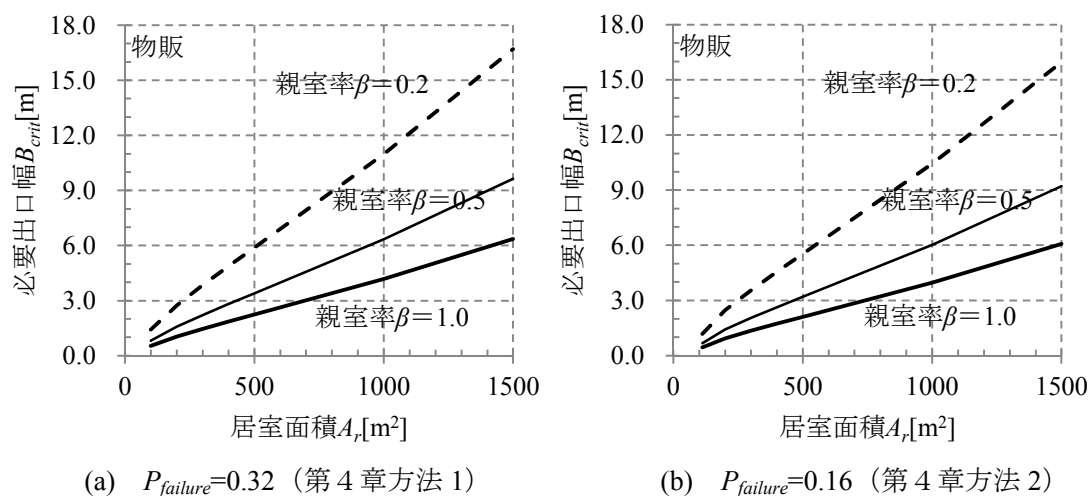 18.0
15.0
12.0
9.0
6.0
3.0
0.0
必要出口幅Bcrit[m]
物販
親室率β＝0.2
親室率β＝0.5
親室率β＝1.0
0
500
1000
1500
居室面積Ar[m²]
(a) Pfailure=0.32（第4章方法1）
18.0
15.0
12.0
9.0
6.0
3.0
0.0
必要出口幅Bcrit[m]
物販
親室率β＝0.2
親室率β＝0.5
親室率β＝1.0
0
500
1000
1500
居室面積Ar[m²]
(b) Pfailure=0.16（第4章方法2）